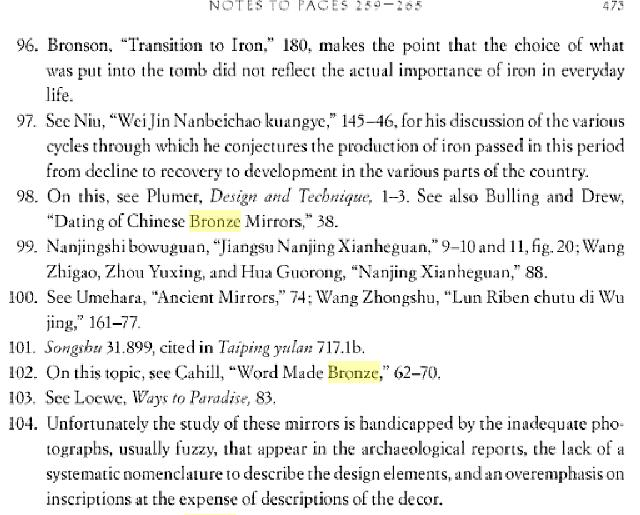 NOTES TO PAGES 259–265 473
96. Bronson, “Transition to Iron,” 180, makes the point that the choice of what
was put into the tomb did not reflect the actual importance of iron in everyday
life.
97. See Niu, “Wei Jin Nanbeichao kuangye,” 145–46, for his discussion of the various
cycles through which he conjectures the production of iron passed in this period
from decline to recovery to development in the various parts of the country.
98. On this, see Plumer, Design and Technique, 1–3. See also Bulling and Drew,
“Dating of Chinese Bronze Mirrors,” 38.
99. Nanjingshi bowuguan, “Jiangsu Nanjing Xianheguan,” 9–10 and 11, fig. 20; Wang
Zhigao, Zhou Yuxing, and Hua Guorong, “Nanjing Xianheguan,” 88.
100. See Umehara, “Ancient Mirrors,” 74; Wang Zhongshu, “Lun Riben chutu di Wu
jing,” 161–77.
101. Songshu 31.899, cited in Taiping yulan 717.1b.
102. On this topic, see Cahill, “Word Made Bronze,” 62–70.
103. See Loewe, Ways to Paradise, 83.
104. Unfortunately the study of these mirrors is handicapped by the inadequate pho-
tographs, usually fuzzy, that appear in the archaeological reports, the lack of a
systematic nomenclature to describe the design elements, and an overemphasis on
inscriptions at the expense of descriptions of the decor.